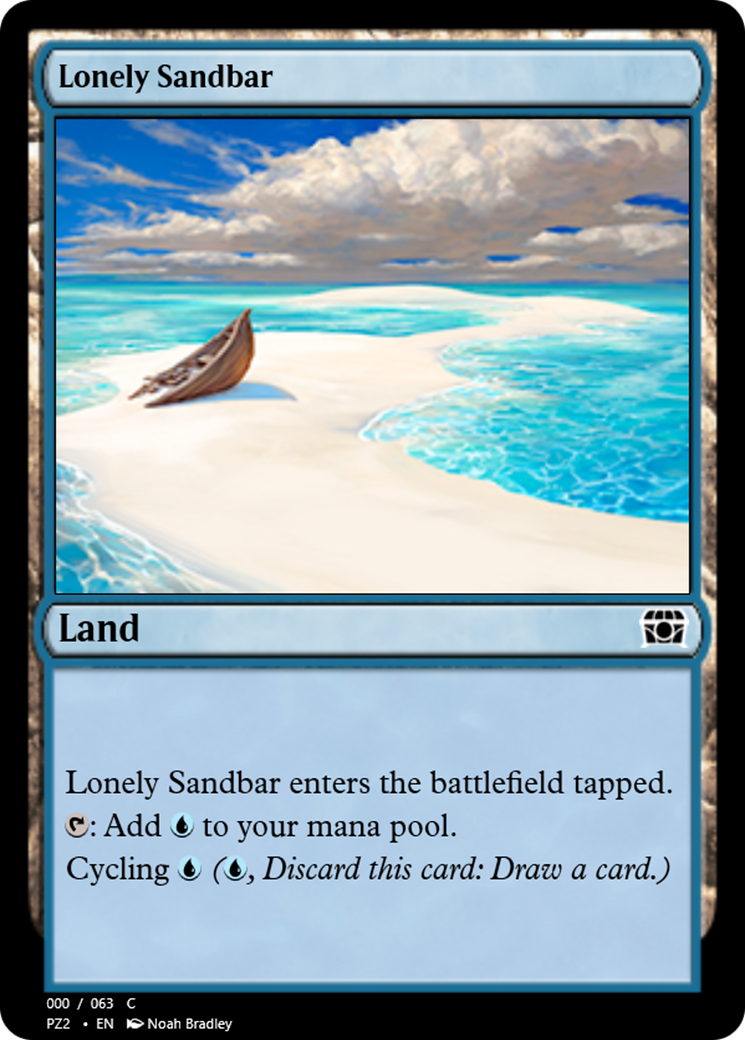 Lonely Sandbar
Land
Lonely Sandbar enters the battlefield tapped.
: Add to your mana pool.
Cycling (, Discard this card: Draw a card.)
000 / 063 C
PZ2 • EN Noah Bradley